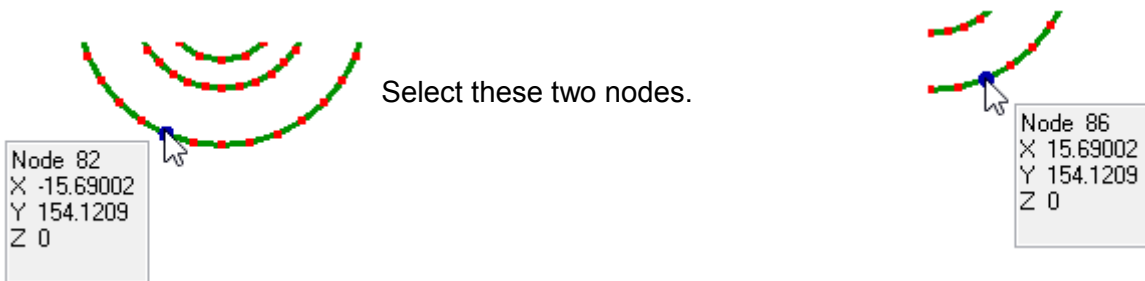 Select these two nodes.
Node 82
X -15.69002
Y 154.1209
Z 0
Node 86
X 15.69002
Y 154.1209
Z 0